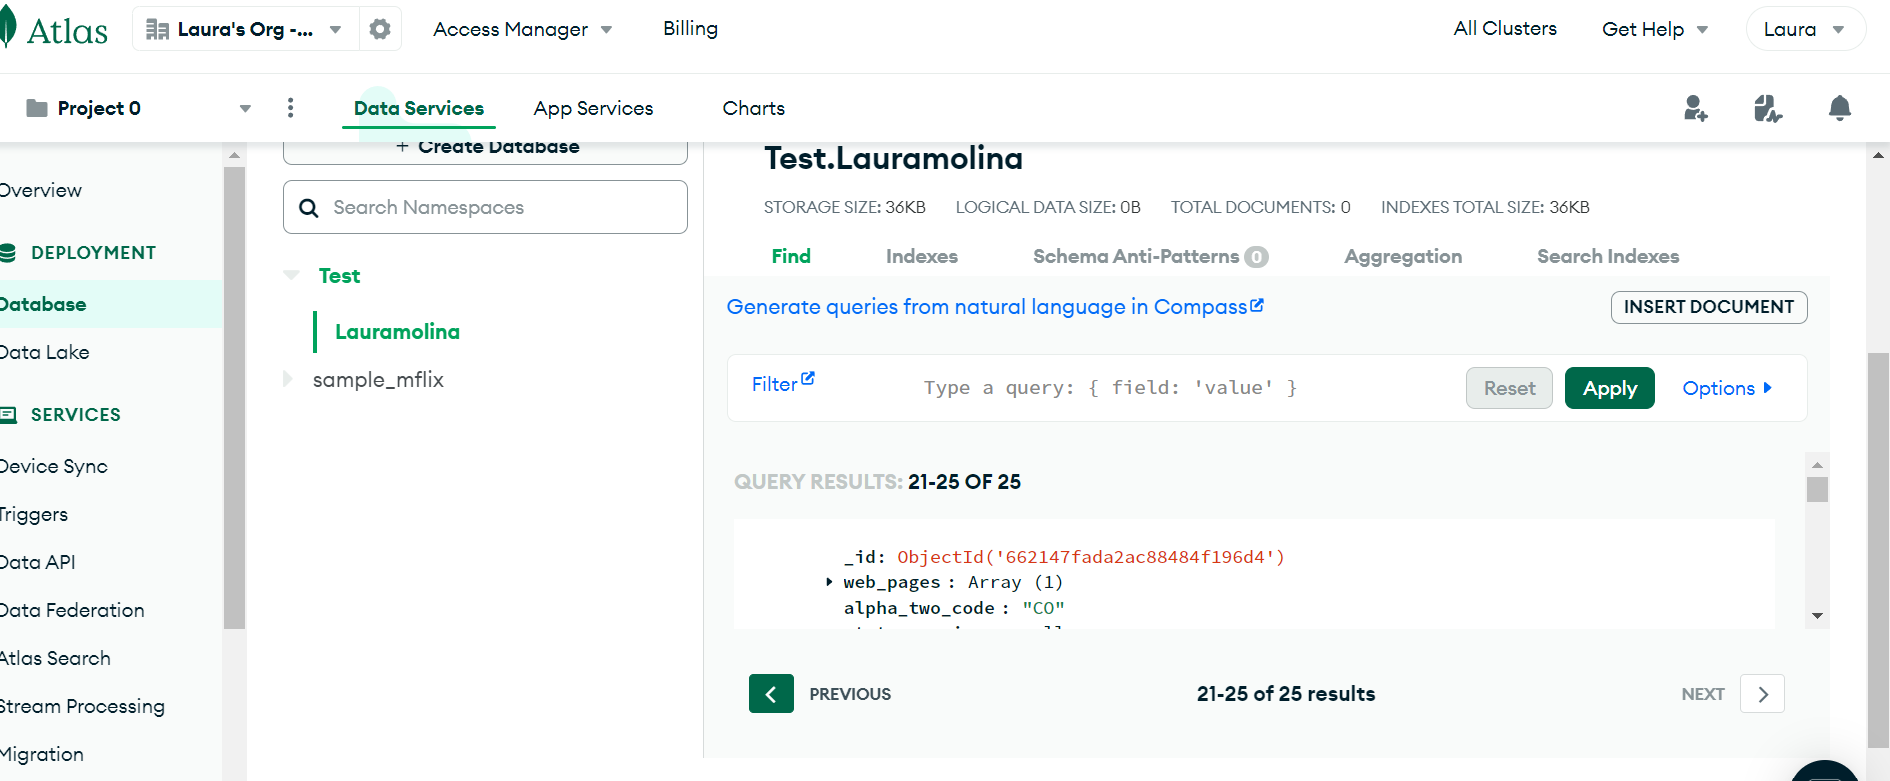 Atlas
Laura's Org -...
Access Manager
Billing
All Clusters
Get Help
Laura
Project 0
Data Services
App Services
Charts
Overview
DEPLOYMENT
Database
Data Lake
SERVICES
Device Sync
Triggers
Data API
Data Federation
Atlas Search
Stream Processing
Migration
+ Create Database
Search Namespaces
Test
Lauramolina
sample_mflix
Test.Lauramolina
STORAGE SIZE: 36KB LOGICAL DATA SIZE: 0B TOTAL DOCUMENTS: 0 INDEXES TOTAL SIZE: 36KB
Find Indexes Schema Anti-Patterns 0 Aggregation Search Indexes
Generate queries from natural language in Compass
INSERT DOCUMENT
Filter Type a query: { field: 'value' } Reset Apply Options
QUERY RESULTS: 21-25 OF 25
_id: ObjectId('662147fada2ac88484f196d4')
web_pages: Array (1)
alpha_two_code: "CO"
PREVIOUS 21-25 of 25 results NEXT